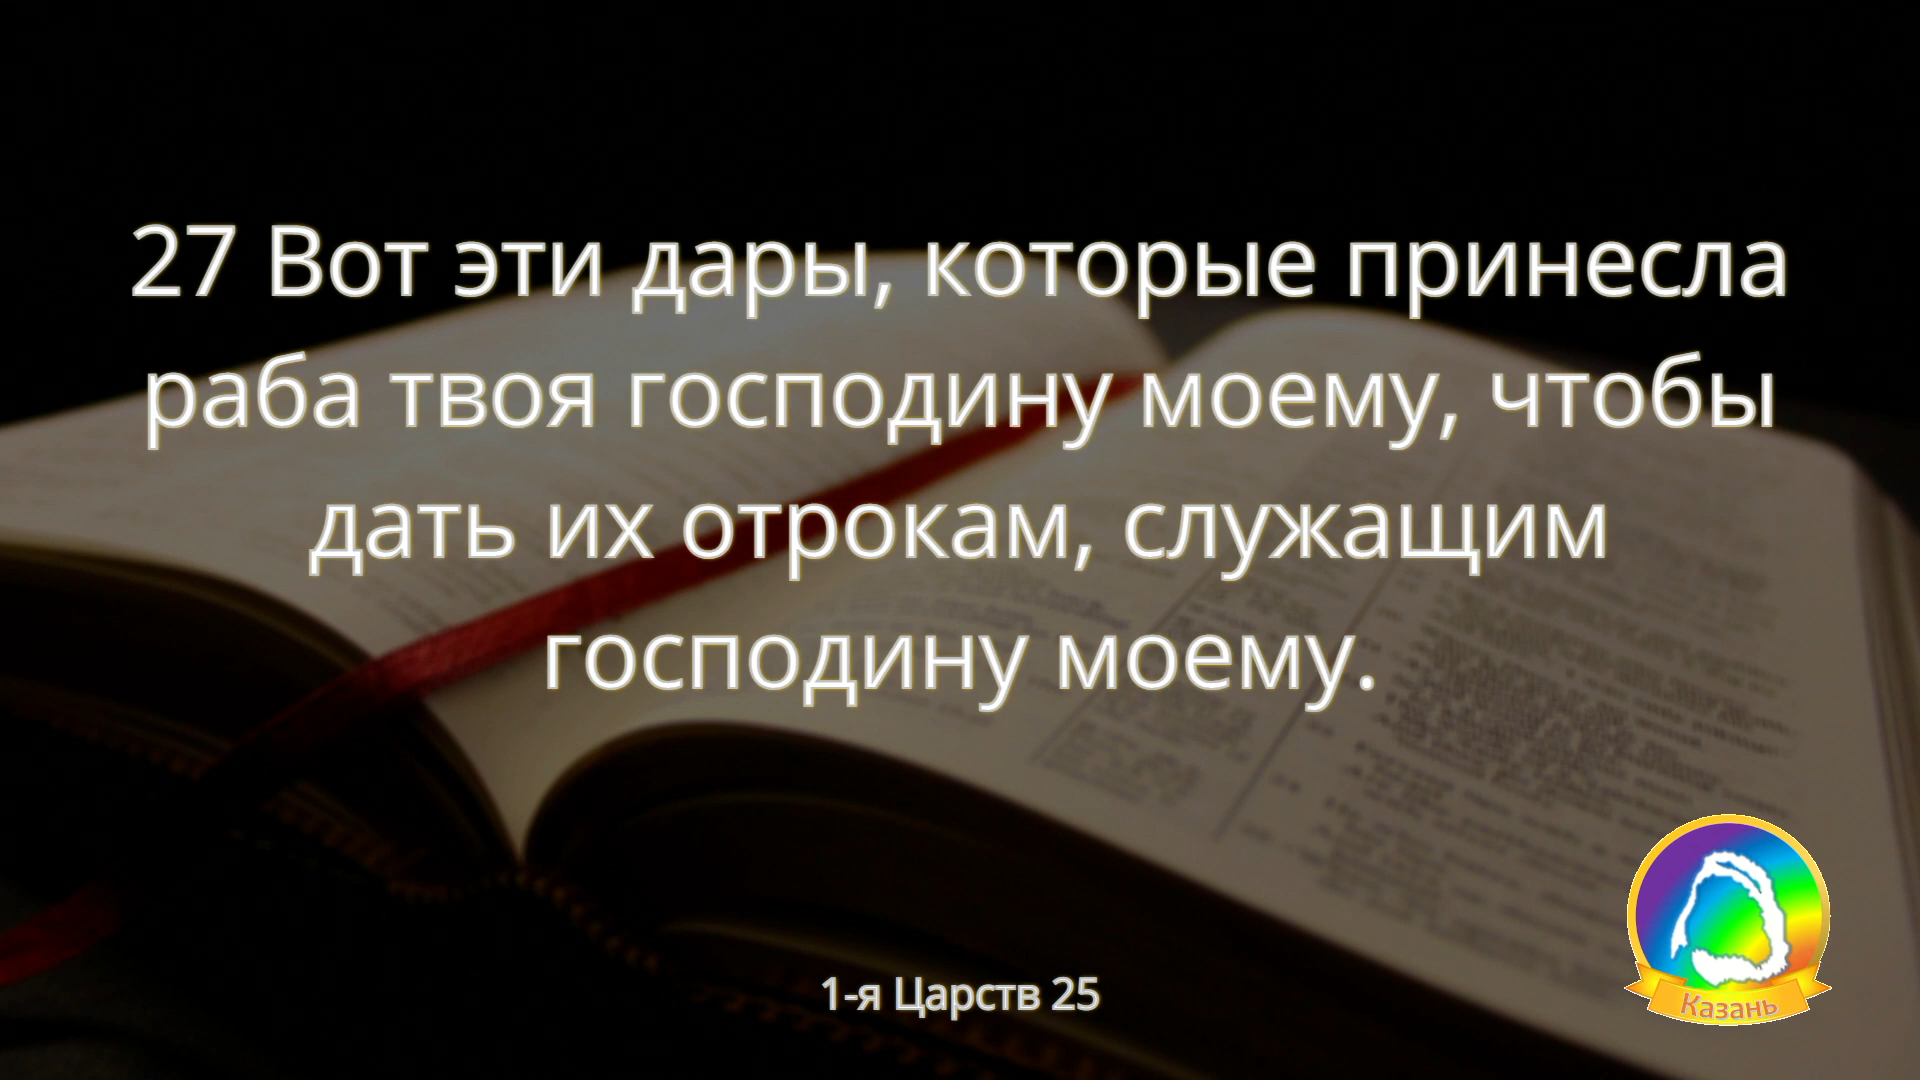 27 Вот эти дары, которые принесла
раба твоя господину моему, чтобы
дать их отрокам, служащим
господину моему.
1-я Царств 25
Казань